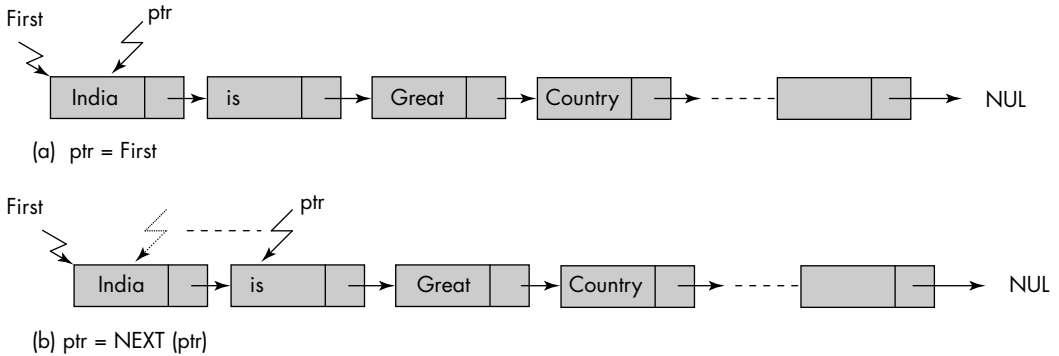 First ptr
India is Great Country NUL
(a) ptr = First
First ptr
India is Great Country NUL
(b) ptr = NEXT (ptr)